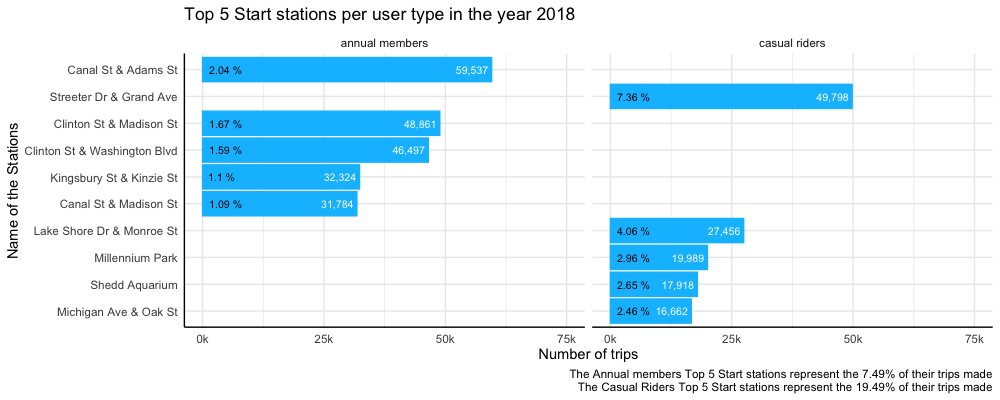 Top 5 Start stations per user type in the year 2018
annual members
casual riders
Name of the Stations
Canal St & Adams St
2.04 %
59,537
Streeter Dr & Grand Ave
7.36 %
49,798
Clinton St & Madison St
1.67 %
48,861
Clinton St & Washington Blvd
1.59 %
46,497
Kingsbury St & Kinzie St
1.1 %
32,324
Canal St & Madison St
1.09 %
31,784
Lake Shore Dr & Monroe St
4.06 %
27,456
Millennium Park
2.96 %
19,989
Shedd Aquarium
2.65 %
17,918
Michigan Ave & Oak St
2.46 %
16,662
0k
25k
50k
75k
0k
25k
50k
75k
Number of trips
The Annual members Top 5 Start stations represent the 7.49% of their trips made
The Casual Riders Top 5 Start stations represent the 19.49% of their trips made